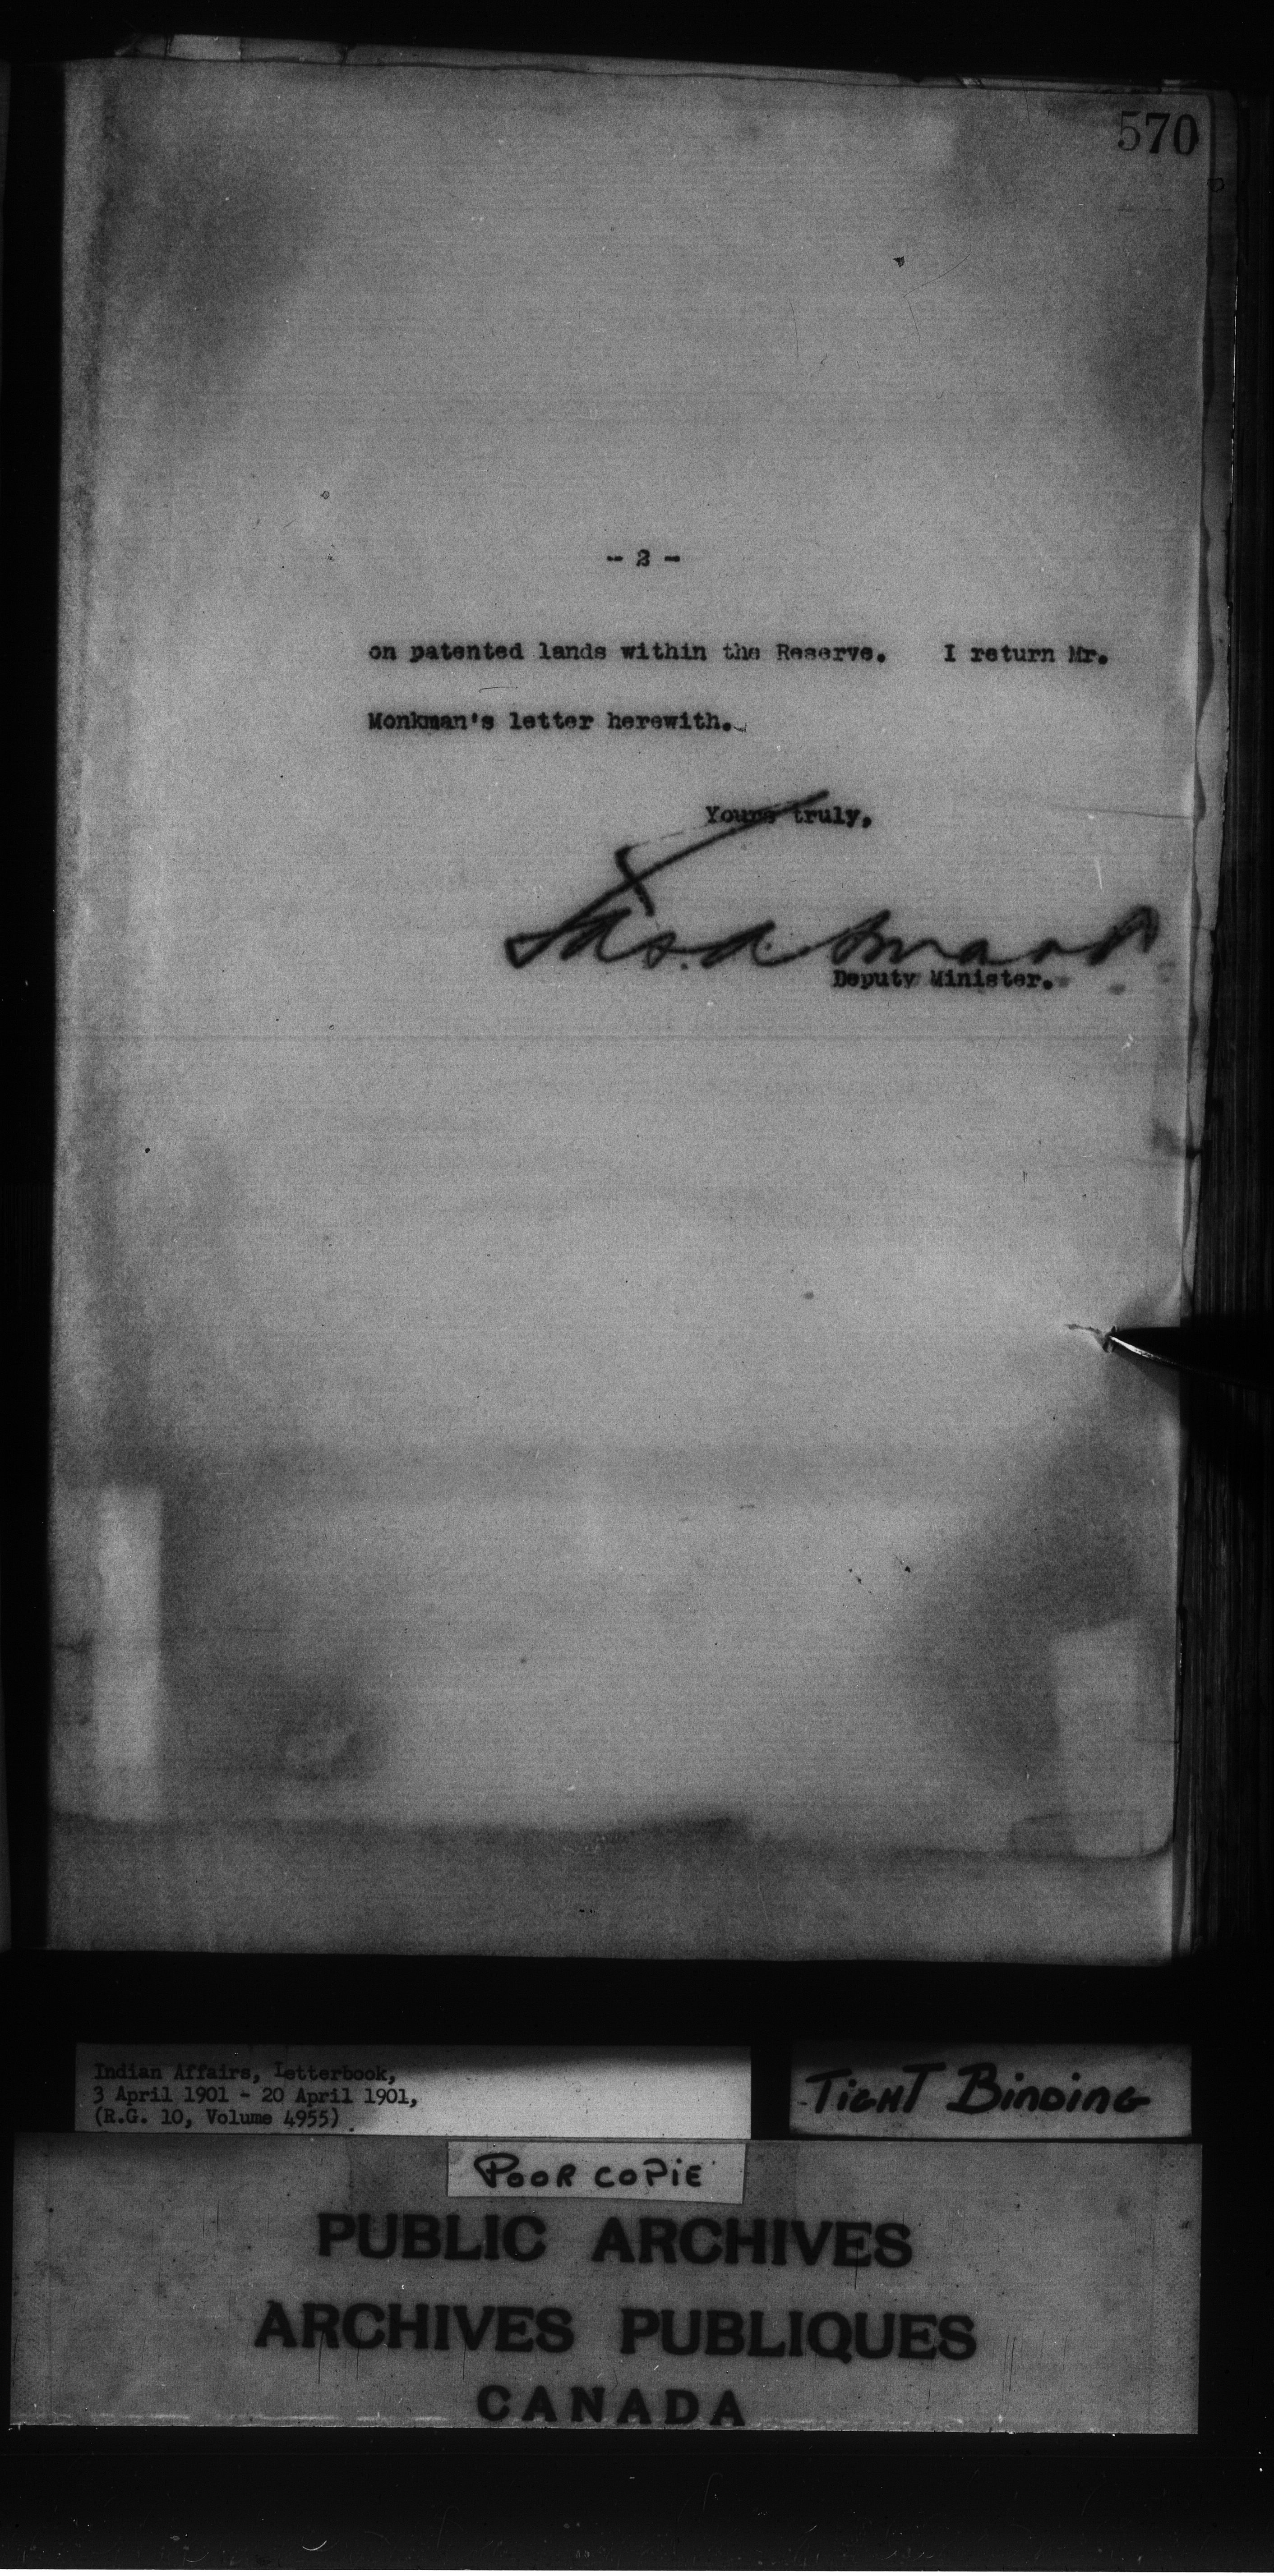 570
- 2 -
on patented lands within the Reserve. I return Mr.
Monkman's letter herewith.
Yours truly,
Jas. A. Smart
Deputy Minister.
Indian Affairs, Letterbook,
3 April 1901 - 20 April 1901,
(R.G. 10, Volume 4955)
TIGHT BINDING
POOR COPIE
PUBLIC ARCHIVES
ARCHIVES PUBLIQUES
CANADA